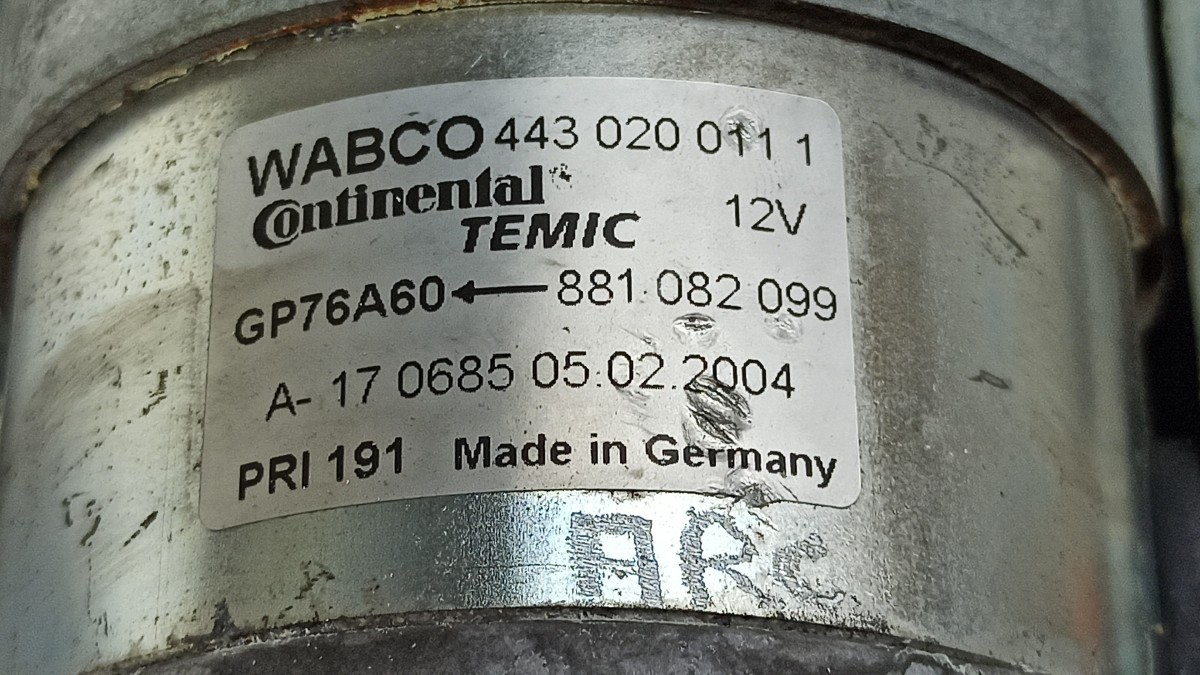 WABCO 443 020 011 1
Continental
TEMIC 12V
GP76A60←881 082 099
A- 17 0685 05.02.2004
PRI 191 Made in Germany
ARC